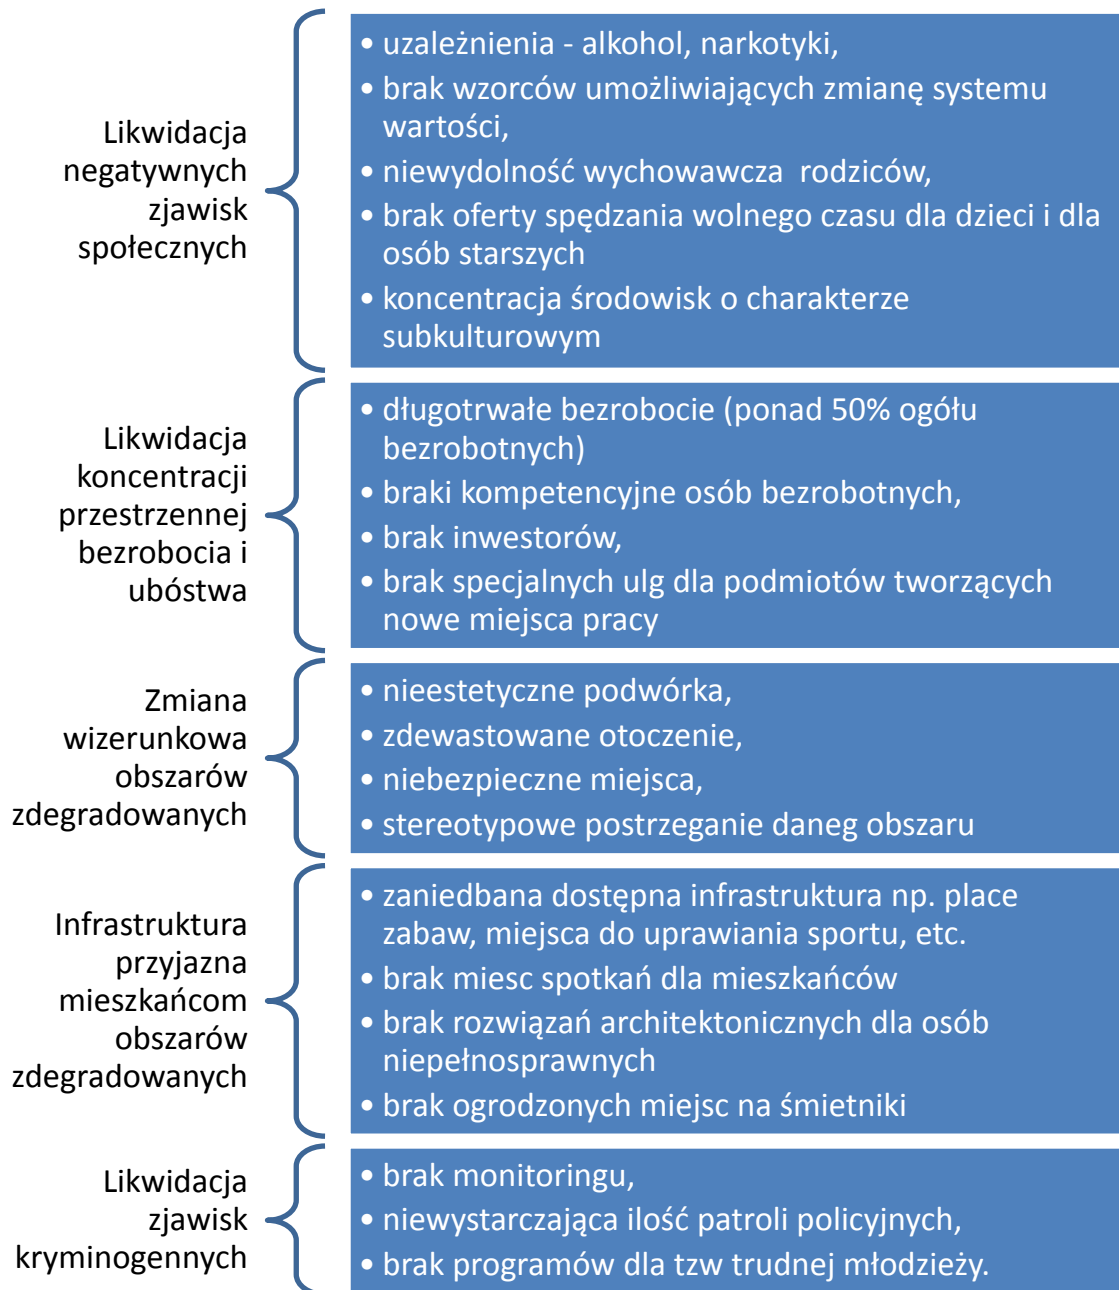 Likwidacja
negatywnych
zjawisk
społecznych
• uzależnienia - alkohol, narkotyki,
• brak wzorców umożliwiających zmianę systemu
wartości,
• niewydolność wychowawcza  rodziców,
• brak oferty spędzania wolnego czasu dla dzieci i dla
osób starszych
• koncentracja środowisk o charakterze
subkulturowym
Likwidacja
koncentracji
przestrzennej
bezrobocia i
ubóstwa
• długotrwałe bezrobocie (ponad 50% ogółu
bezrobotnych)
• braki kompetencyjne osób bezrobotnych,
• brak inwestorów,
• brak specjalnych ulg dla podmiotów tworzących
nowe miejsca pracy
Zmiana
wizerunkowa
obszarów
zdegradowanych
• nieestetyczne podwórka,
• zdewastowane otoczenie,
• niebezpieczne miejsca,
• stereotypowe postrzeganie daneg obszaru
Infrastruktura
przyjazna
mieszkańcom
obszarów
zdegradowanych
• zaniedbana dostępna infrastruktura np. place
zabaw, miejsca do uprawiania sportu, etc.
• brak miesc spotkań dla mieszkańców
• brak rozwiązań architektonicznych dla osób
niepełnosprawnych
• brak ogrodzonych miejsc na śmietniki
Likwidacja
zjawisk
kryminogennych
• brak monitoringu,
• niewystarczająca ilość patroli policyjnych,
• brak programów dla tzw trudnej młodzieży.